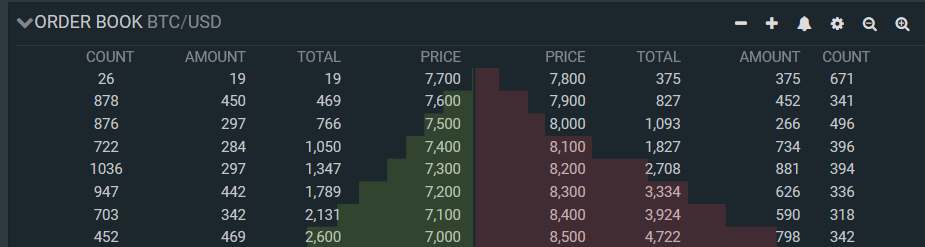 ORDER BOOK BTC/USD
COUNT AMOUNT TOTAL PRICE PRICE TOTAL AMOUNT COUNT
26 19 19 7,700 7,800 375 375 671
878 450 469 7,600 7,900 827 452 341
876 297 766 7,500 8,000 1,093 266 496
722 284 1,050 7,400 8,100 1,827 734 396
1036 297 1,347 7,300 8,200 2,708 881 394
947 442 1,789 7,200 8,300 3,334 626 336
703 342 2,131 7,100 8,400 3,924 590 318
452 469 2,600 7,000 8,500 4,722 798 342